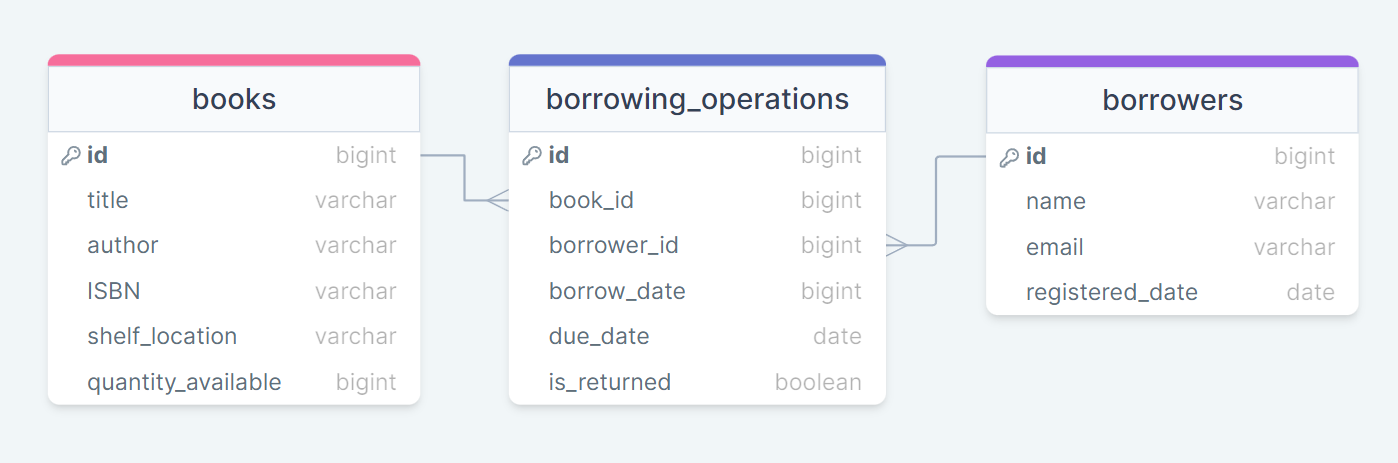 books
id bigint
title varchar
author varchar
ISBN varchar
shelf_location varchar
quantity_available bigint
borrowing_operations
id bigint
book_id bigint
borrower_id bigint
borrow_date bigint
due_date date
is_returned boolean
borrowers
id bigint
name varchar
email varchar
registered_date date